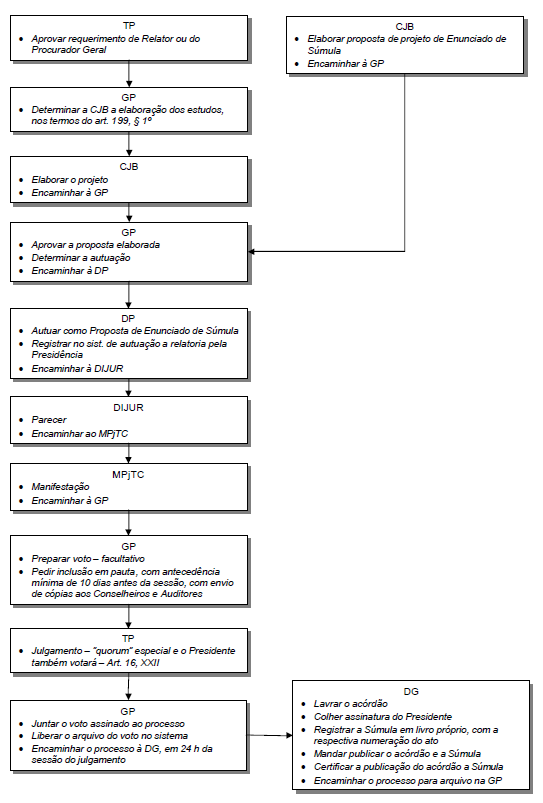 TP
• Aprovar requerimento de Relator ou do
Procurador Geral
CJB
• Elaborar proposta de projeto de Enunciado de
Súmula
• Encaminhar à GP
GP
• Determinar a CJB a elaboração dos estudos,
nos termos do art. 199, § 1º
CJB
• Elaborar o projeto
• Encaminhar à GP
GP
• Aprovar a proposta elaborada
• Determinar a autuação
• Encaminhar à DP
DP
• Autuar como Proposta de Enunciado de Súmula
• Registrar no sist. de autuação a relatoria pela
Presidência
• Encaminhar à DIJUR
DIJUR
• Parecer
• Encaminhar ao MPjTC
MPjTC
• Manifestação
• Encaminhar à GP
GP
• Preparar voto – facultativo
• Pedir inclusão em pauta, com antecedência
mínima de 10 dias antes da sessão, com envio
de cópias aos Conselheiros e Auditores
TP
• Julgamento – "quorum" especial e o Presidente
também votará – Art. 16, XXII
GP
• Juntar o voto assinado ao processo
• Liberar o arquivo do voto no sistema
• Encaminhar o processo à DG, em 24 h da
sessão do julgamento
DG
• Lavrar o acórdão
• Colher assinatura do Presidente
• Registrar a Súmula em livro próprio, com a
respectiva numeração do ato
• Mandar publicar o acórdão e a Súmula
• Certificar a publicação do acórdão a Súmula
• Encaminhar o processo para arquivo na GP